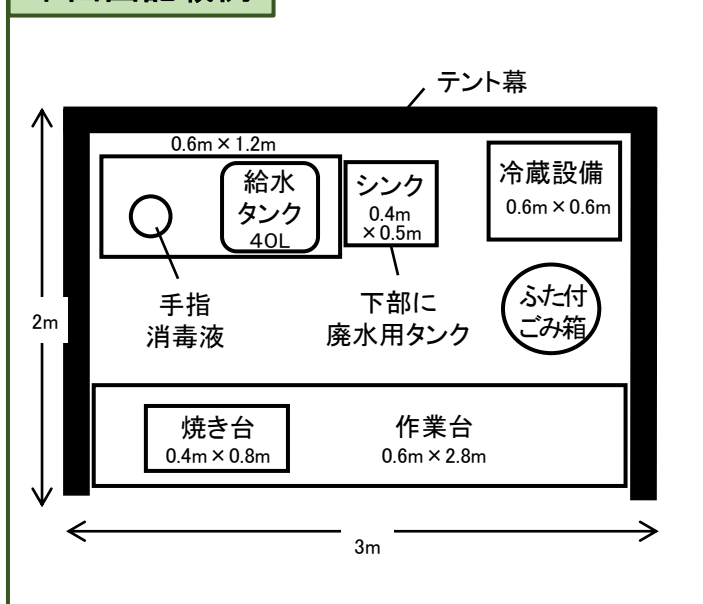 テント幕
0.6m×1.2m
給水
タンク
40L
シンク
0.4m
×0.5m
冷蔵設備
0.6m×0.6m
手指
消毒液
下部に
廃水用タンク
ふた付
ごみ箱
2m
焼き台
0.4m×0.8m
作業台
0.6m×2.8m
3m